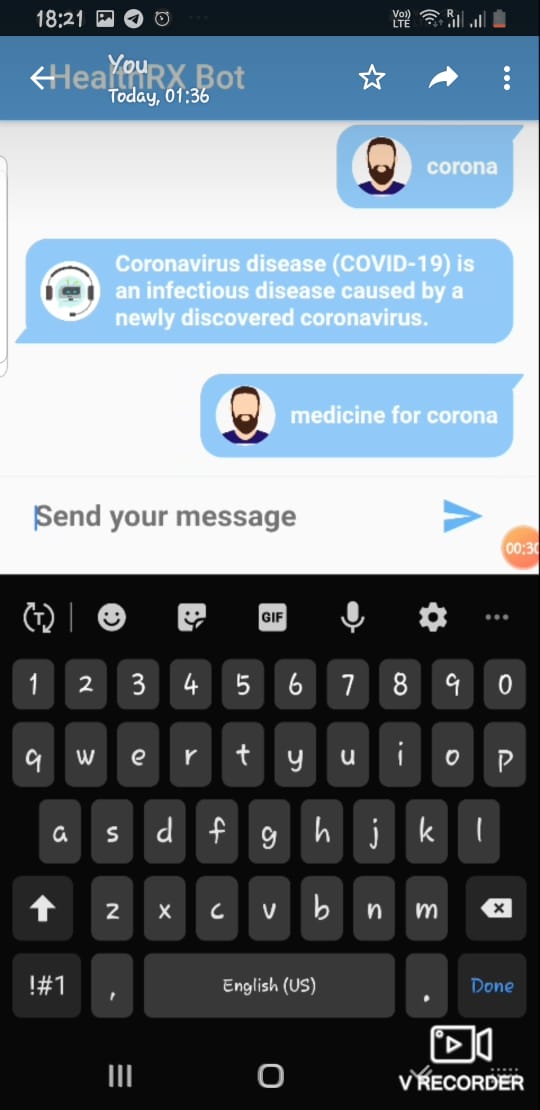 18:21
Vo)) LTE R
HealthRX Bot
You
Today, 01:36
corona
Coronavirus disease (COVID-19) is
an infectious disease caused by a
newly discovered coronavirus.
medicine for corona
Send your message
00:30
T
GIF
1 2 3 4 5 6 7 8 9 0
q w e r t y u i o p
a s d f g h j k l
z x c v b n m
!#1 , English (US) . Done
V RECORDER